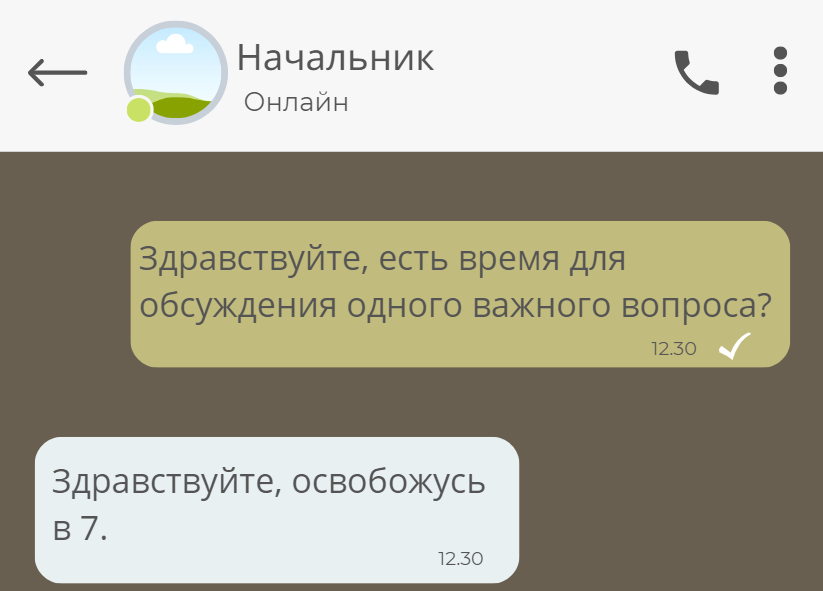 Начальник
Онлайн
Здравствуйте, есть время для
обсуждения одного важного вопроса?
12.30
Здравствуйте, освобожусь
в 7.
12.30